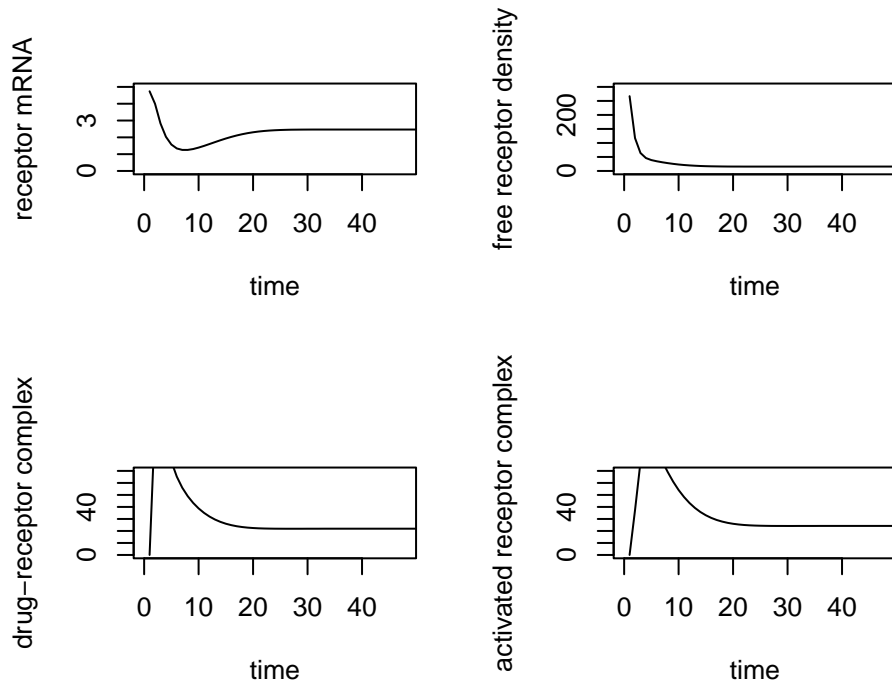 receptor mRNA
0 3
0 10 20 30 40
time
free receptor density
0 200
0 10 20 30 40
time
drug−receptor complex
0 40
0 10 20 30 40
time
activated receptor complex
0 40
0 10 20 30 40
time